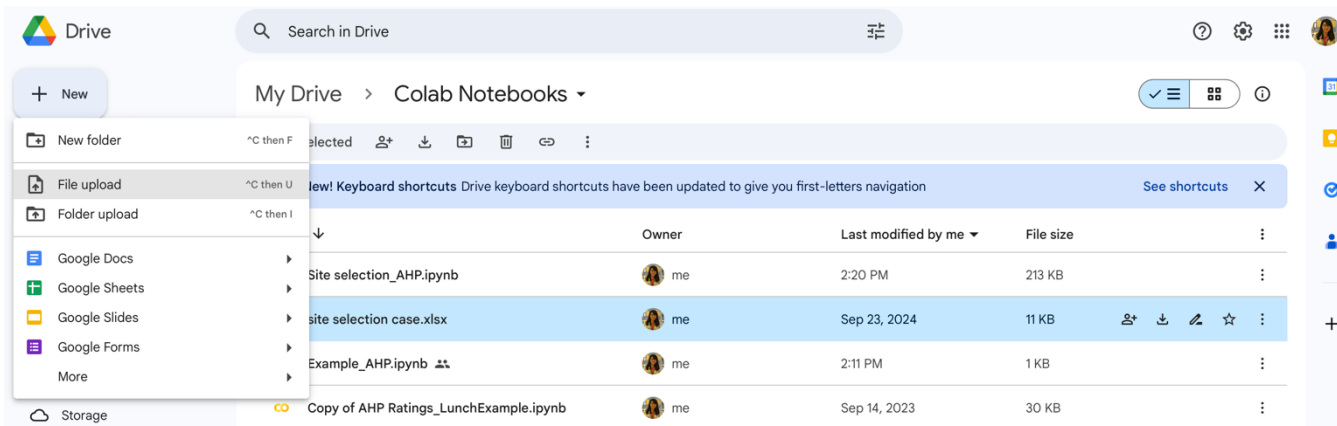 Drive
Search in Drive
New
My Drive > Colab Notebooks
New folder ^C then F
elected
File upload ^C then U
New! Keyboard shortcuts Drive keyboard shortcuts have been updated to give you first-letters navigation See shortcuts
Folder upload ^C then I
Owner Last modified by me File size
Google Docs
Site selection_AHP.ipynb me 2:20 PM 213 KB
Google Sheets
Google Slides
site selection case.xlsx me Sep 23, 2024 11 KB
Google Forms
Example_AHP.ipynb me 2:11 PM 1 KB
More
Storage
Copy of AHP Ratings_LunchExample.ipynb me Sep 14, 2023 30 KB
31